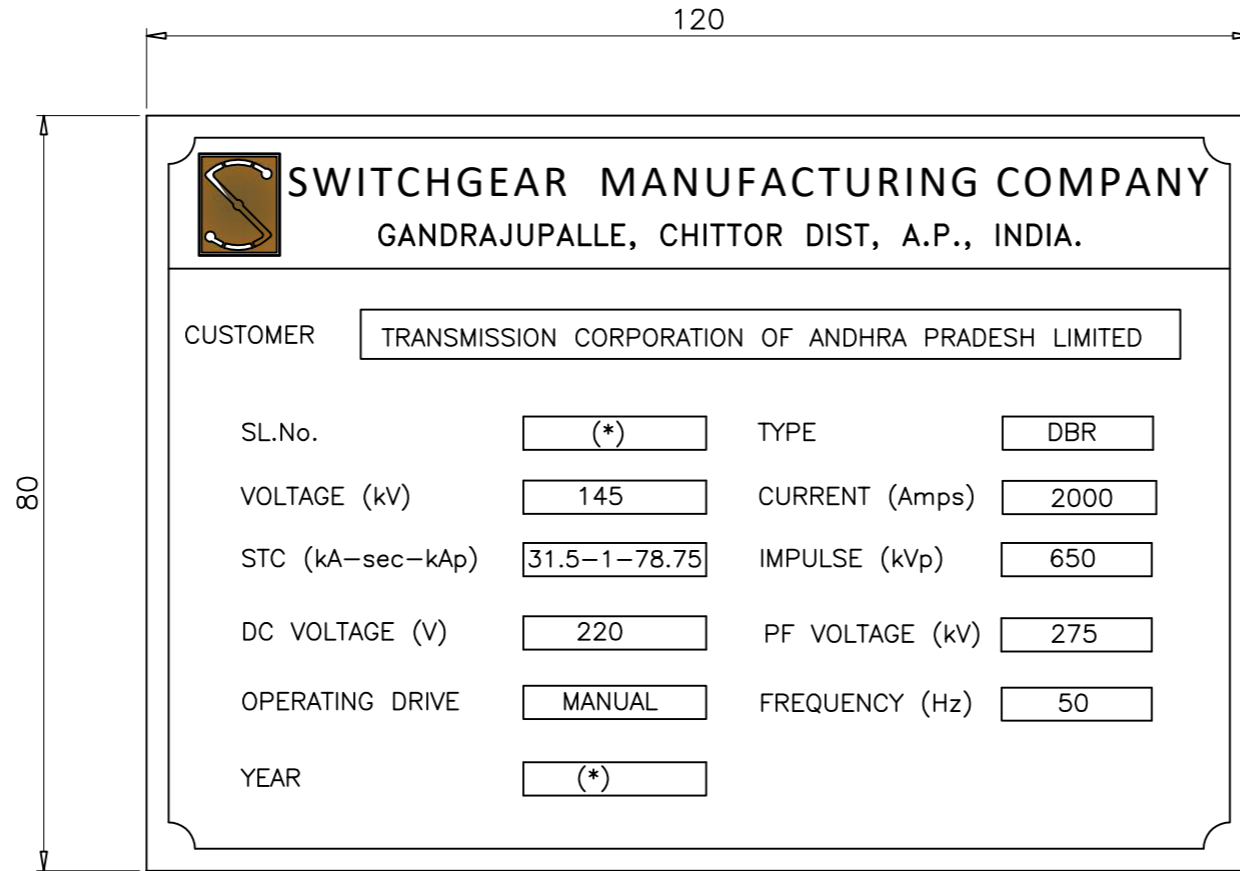 120
80
SWITCHGEAR MANUFACTURING COMPANY
GANDRAJUPALLE, CHITTOR DIST, A.P., INDIA.
CUSTOMER TRANSMISSION CORPORATION OF ANDHRA PRADESH LIMITED
SL.No. (*) TYPE DBR
VOLTAGE (kV) 145 CURRENT (Amps) 2000
STC (kA-sec-kAp) 31.5-1-78.75 IMPULSE (kVp) 650
DC VOLTAGE (V) 220 PF VOLTAGE (kV) 275
OPERATING DRIVE MANUAL FREQUENCY (Hz) 50
YEAR (*)